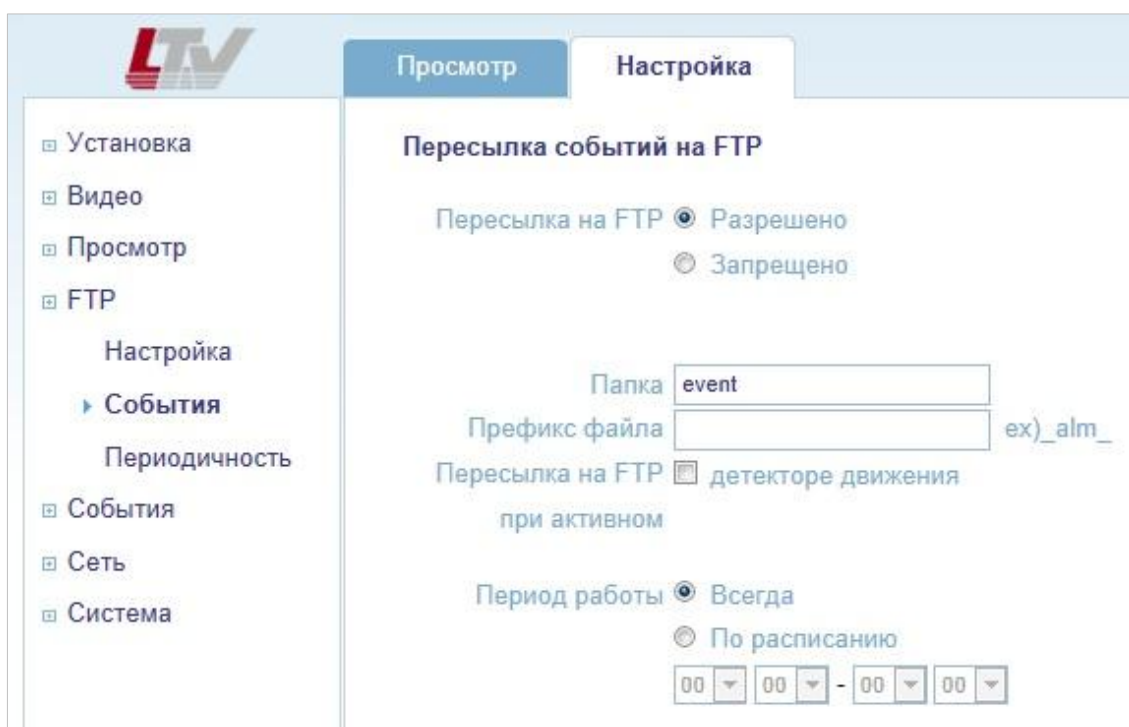 LTV
Просмотр
Настройка
Установка
Видео
Просмотр
FTP
Настройка
События
Периодичность
События
Сеть
Система
Пересылка событий на FTP
Пересылка на FTP Разрешено
Запрещено
Папка event
Префикс файла ex)_alm_
Пересылка на FTP детекторе движения
при активном
Период работы Всегда
По расписанию
00 00 - 00 00